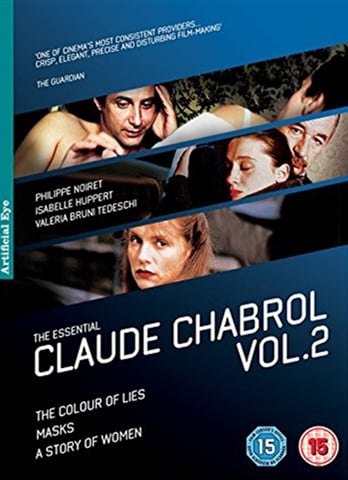 'ONE OF CINEMA'S MOST CONSISTENT PROVIDERS...
CRISP, ELEGANT, PRECISE AND DISTURBING FILM-MAKING'
THE GUARDIAN
Artificial Eye
PHILIPPE NOIRET
ISABELLE HUPPERT
VALERIA BRUNI TEDESCHI
THE ESSENTIAL
CLAUDE CHABROL
VOL.2
THE COLOUR OF LIES
MASKS
A STORY OF WOMEN
15
15